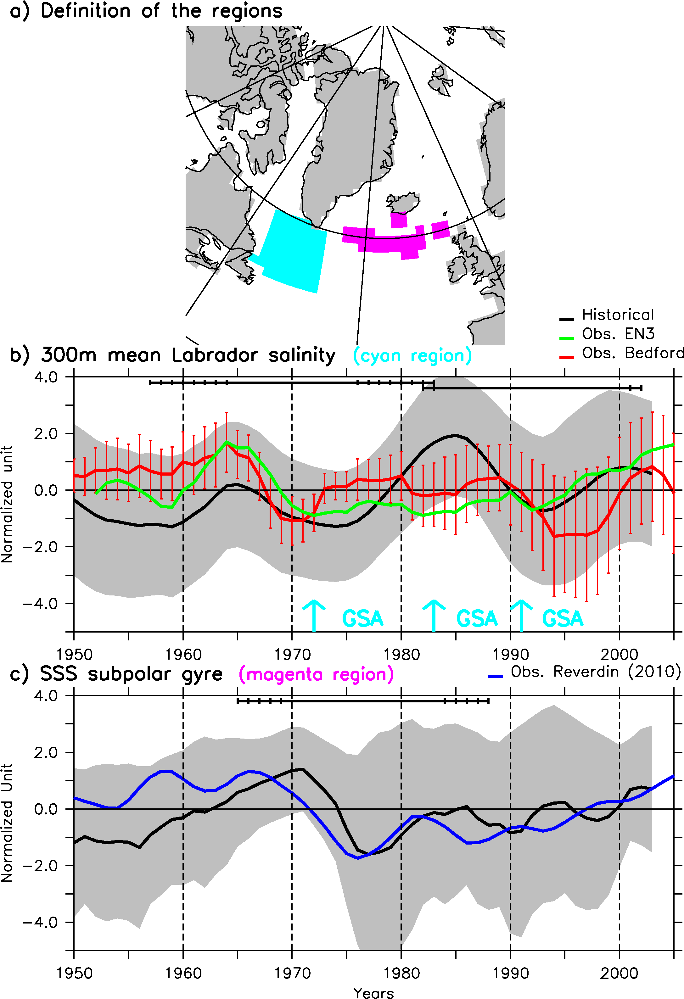 a) Definition of the regions
Historical
Obs. EN3
Obs. Bedford
b) 300m mean Labrador salinity (cyan region)
4.0
2.0
0.0
−2.0
−4.0
Normalized unit
GSA GSA GSA
1950 1960 1970 1980 1990 2000
c) SSS subpolar gyre (magenta region)
Obs. Reverdin (2010)
4.0
2.0
0.0
−2.0
−4.0
Normalized Unit
1950 1960 1970 1980 1990 2000
Years